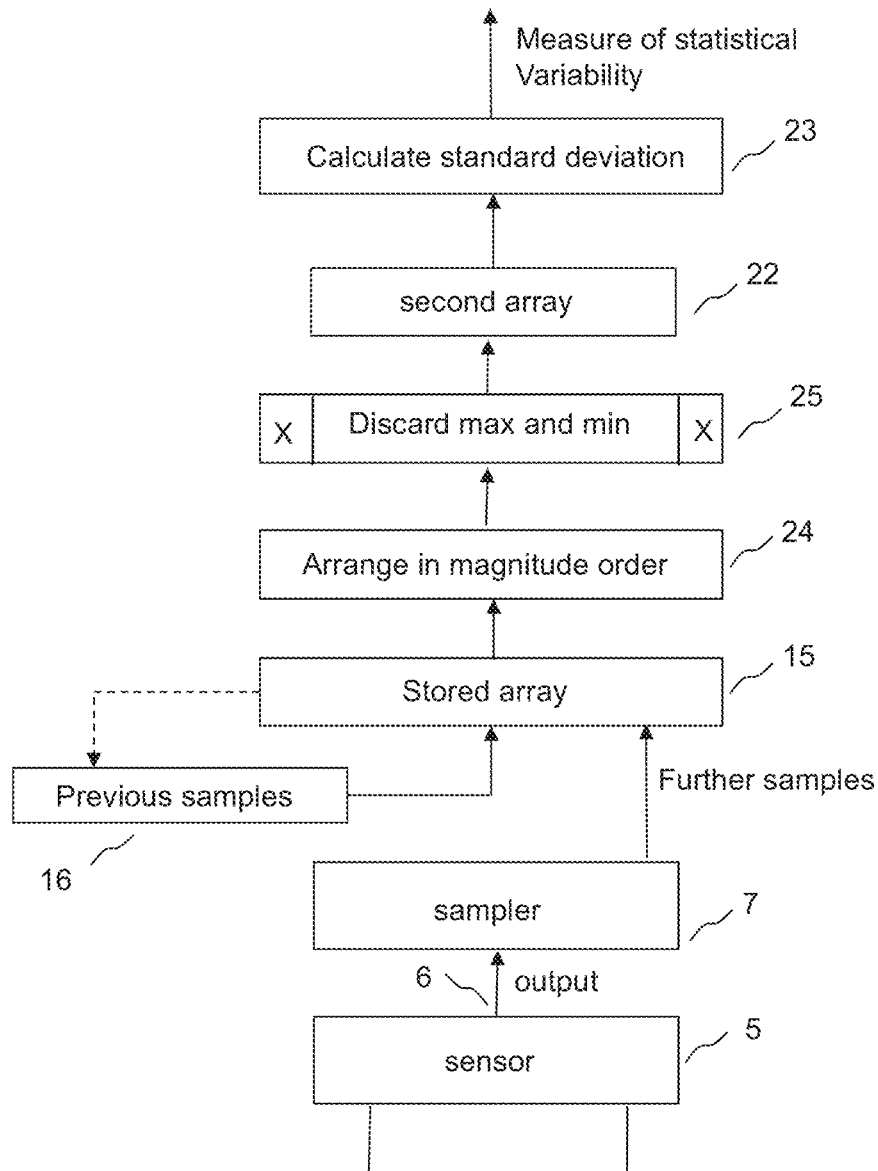 Measure of statistical
Variability
Calculate standard deviation
23
second array
22
X
Discard max and min
X
25
Arrange in magnitude order
24
Stored array
15
Previous samples
16
Further samples
sampler
7
6
output
sensor
5